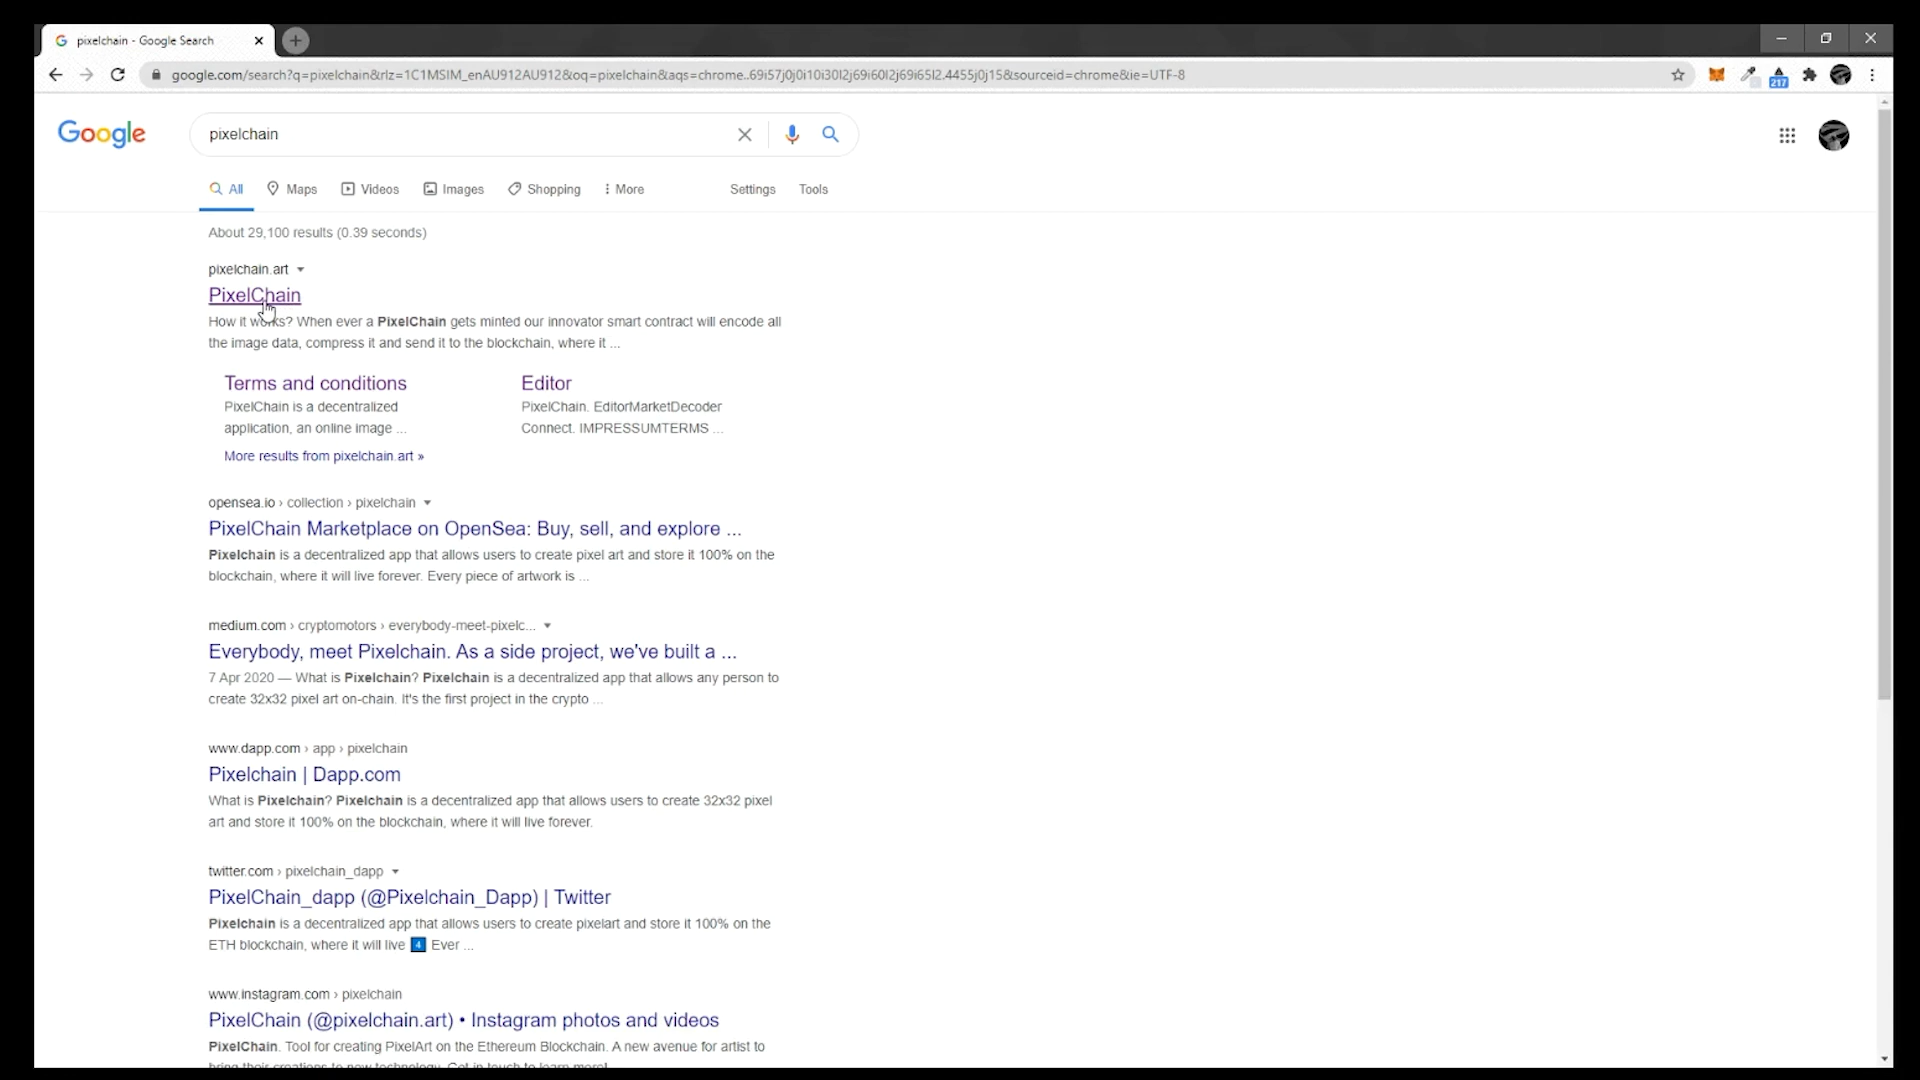 pixelchain - Google Search
google.com/search?q=pixelchain&rlz=1C1MSIM_enAU912AU912&oq=pixelchain&aqs=chrome..69i57j0j0i10i30l2j69i60l2j69i65l2.4455j0j15&sourceid=chrome&ie=UTF-8
217
Google
pixelchain
All Maps Videos Images Shopping More Settings Tools
About 29,100 results (0.39 seconds)
pixelchain.art
PixelChain
How it works? When ever a PixelChain gets minted our innovator smart contract will encode all
the image data, compress it and send it to the blockchain, where it ...
Terms and conditions
PixelChain is a decentralized
application, an online image ...
Editor
PixelChain. EditorMarketDecoder
Connect. IMPRESSUMTERMS ...
More results from pixelchain.art »
opensea.io › collection › pixelchain
PixelChain Marketplace on OpenSea: Buy, sell, and explore ...
Pixelchain is a decentralized app that allows users to create pixel art and store it 100% on the
blockchain, where it will live forever. Every piece of artwork is ...
medium.com › cryptomotors › everybody-meet-pixelc...
Everybody, meet Pixelchain. As a side project, we've built a ...
7 Apr 2020 — What is Pixelchain? Pixelchain is a decentralized app that allows any person to
create 32x32 pixel art on-chain. It's the first project in the crypto ...
www.dapp.com › app › pixelchain
Pixelchain | Dapp.com
What is Pixelchain? Pixelchain is a decentralized app that allows users to create 32x32 pixel
art and store it 100% on the blockchain, where it will live forever.
twitter.com › pixelchain_dapp
PixelChain_dapp (@Pixelchain_Dapp) | Twitter
Pixelchain is a decentralized app that allows users to create pixelart and store it 100% on the
ETH blockchain, where it will live 4 Ever ...
www.instagram.com › pixelchain
PixelChain (@pixelchain.art) • Instagram photos and videos
PixelChain. Tool for creating PixelArt on the Ethereum Blockchain. A new avenue for artist to
bring their creations to new technology. Get in touch to learn more!